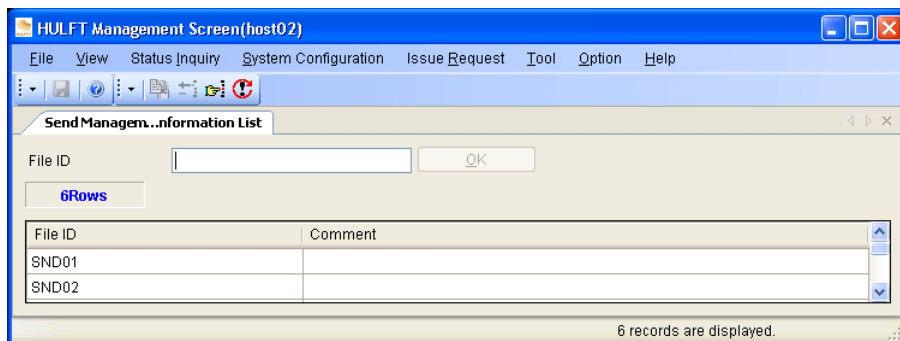 HULFT Management Screen(host02)
File View Status Inquiry System Configuration Issue Request Tool Option Help
Send Managem...nformation List
File ID OK
6Rows
File ID Comment
SND01
SND02
6 records are displayed.